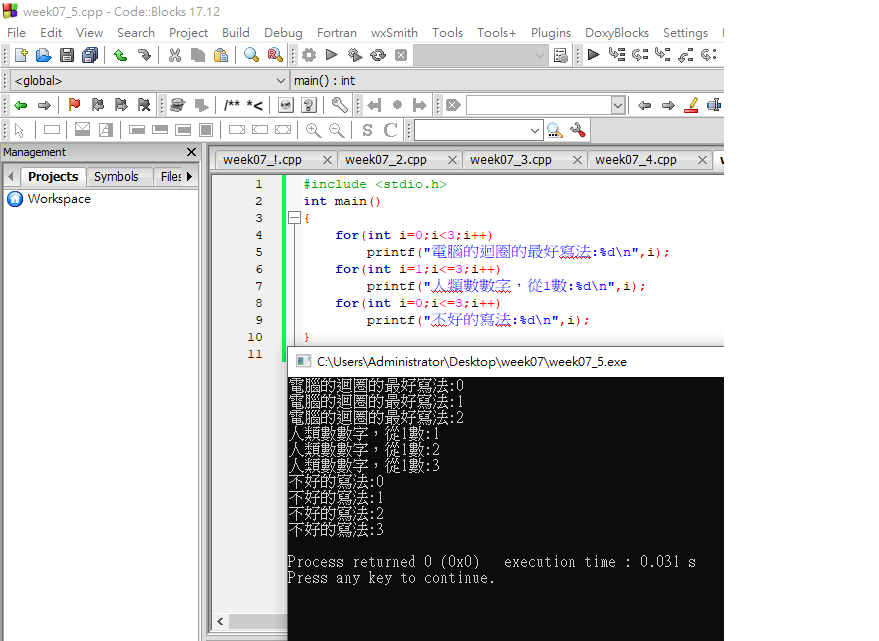 week07_5.cpp - Code::Blocks 17.12
File Edit View Search Project Build Debug Fortran wxSmith Tools Tools+ Plugins DoxyBlocks Settings
<global> main() : int
/** *<
S C
Management
Projects Symbols Files
Workspace
week07_!.cpp week07_2.cpp week07_3.cpp week07_4.cpp
1 #include <stdio.h>
2 int main()
3 {
4 for(int i=0;i<3;i++)
5 printf("電腦的迴圈的最好寫法:%d\n",i);
6 for(int i=1;i<=3;i++)
7 printf("人類數數字，從1數:%d\n",i);
8 for(int i=0;i<=3;i++)
9 printf("不好的寫法:%d\n",i);
10 }
11
C:\Users\Administrator\Desktop\week07\week07_5.exe
電腦的迴圈的最好寫法:0
電腦的迴圈的最好寫法:1
電腦的迴圈的最好寫法:2
人類數數字，從1數:1
人類數數字，從1數:2
人類數數字，從1數:3
不好的寫法:0
不好的寫法:1
不好的寫法:2
不好的寫法:3
Process returned 0 (0x0) execution time : 0.031 s
Press any key to continue.